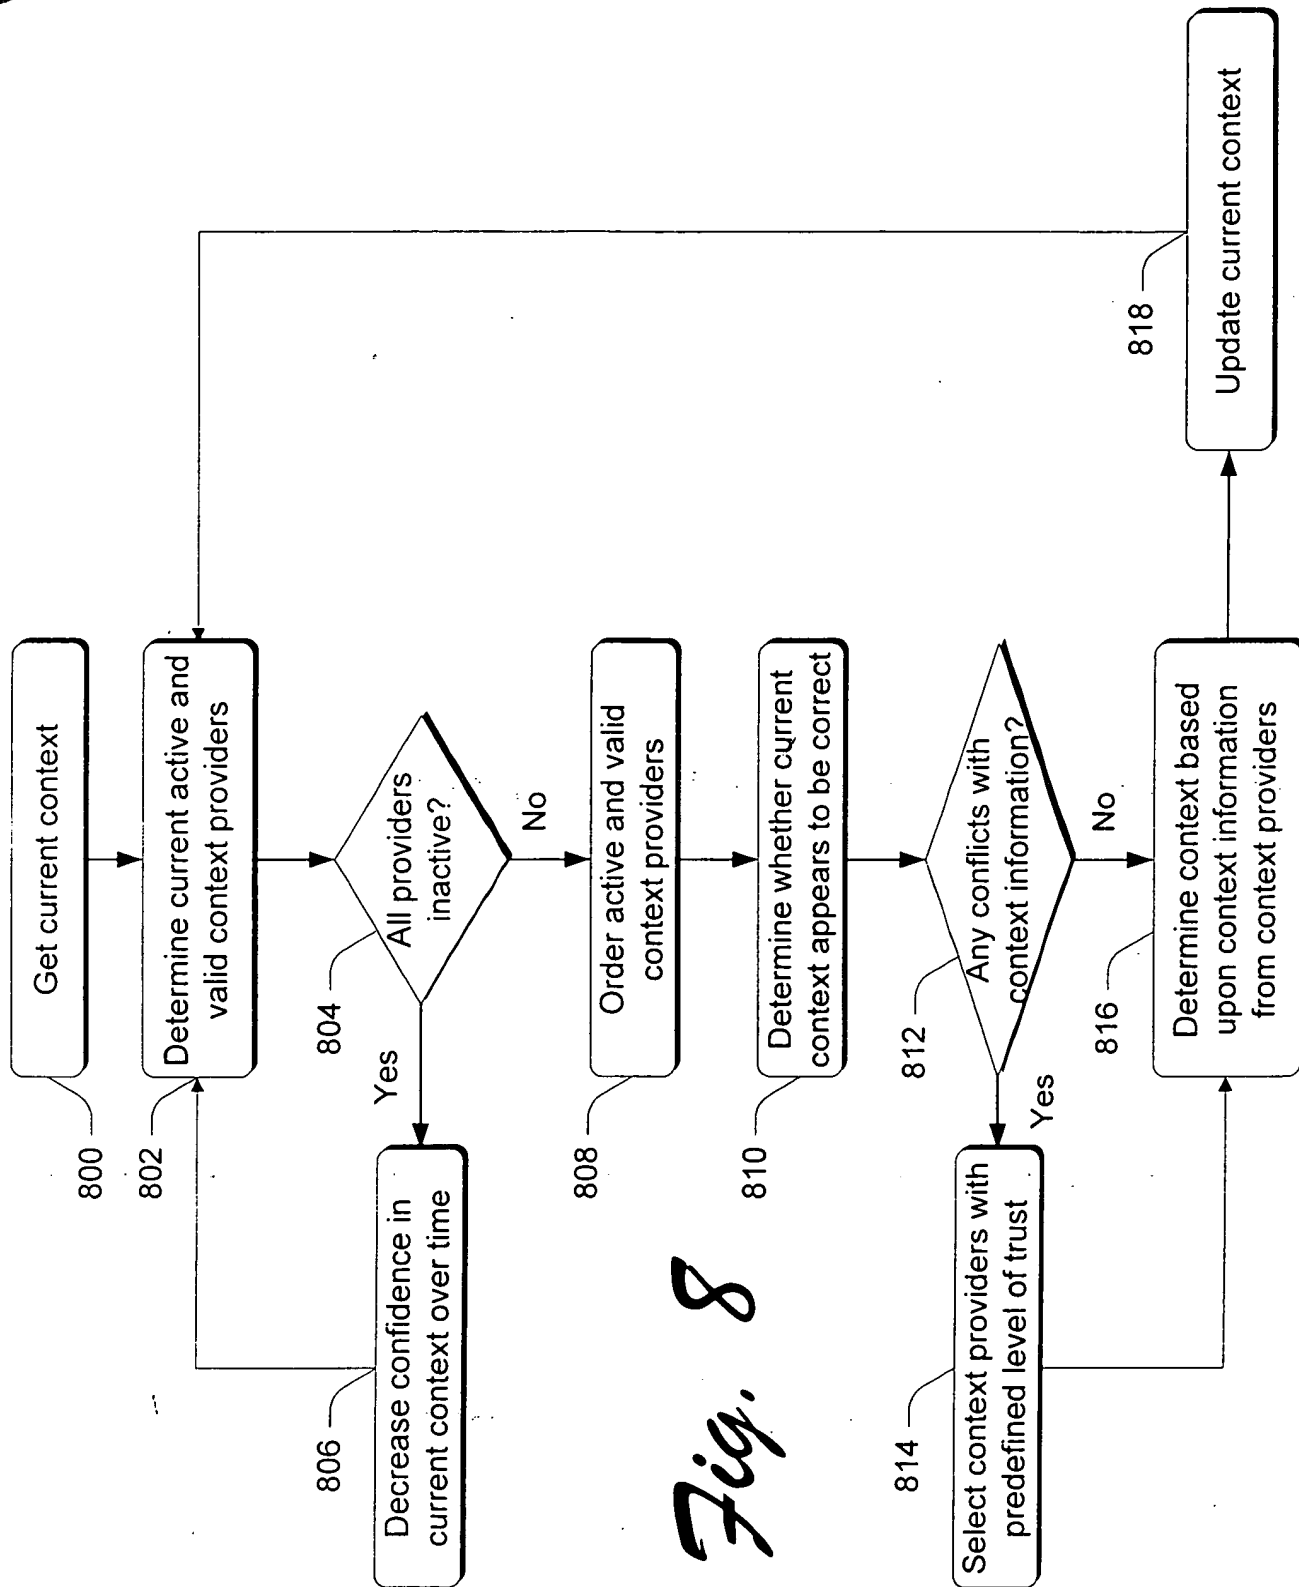 800
Get current context
802
Determine current active and
valid context providers
804
All providers
inactive?
Yes
No
806
Decrease confidence in
current context over time
808
Order active and valid
context providers
810
Determine whether current
context appears to be correct
812
Any conflicts with
context information?
Yes
No
814
Select context providers with
predefined level of trust
816
Determine context based
upon context information
from context providers
818
Update current context
Fig. 8